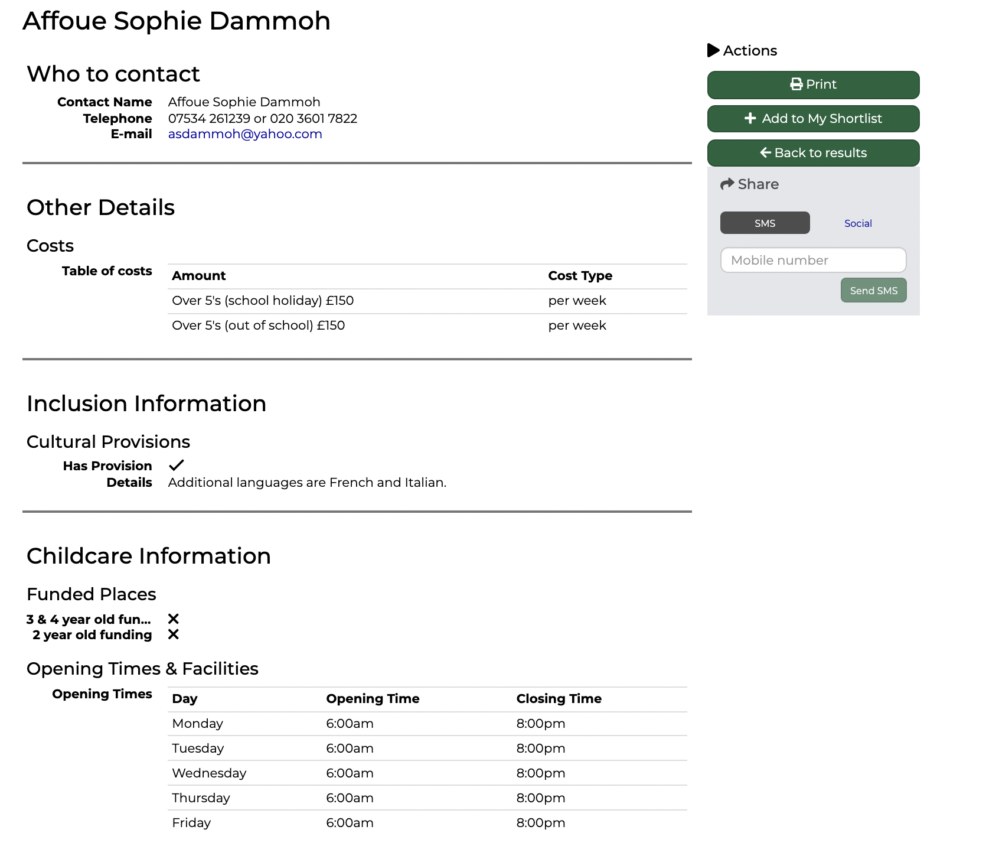 Affoue Sophie Dammoh
Who to contact
Contact Name Affoue Sophie Dammoh
Telephone 07534 261239 or 020 3601 7822
E-mail asdammoh@yahoo.com
Other Details
Costs
Table of costs
Amount Cost Type
Over 5's (school holiday) £150 per week
Over 5's (out of school) £150 per week
Inclusion Information
Cultural Provisions
Has Provision
Details Additional languages are French and Italian.
Childcare Information
Funded Places
3 & 4 year old fun...
2 year old funding
Opening Times & Facilities
Opening Times
Day Opening Time Closing Time
Monday 6:00am 8:00pm
Tuesday 6:00am 8:00pm
Wednesday 6:00am 8:00pm
Thursday 6:00am 8:00pm
Friday 6:00am 8:00pm
Actions
Print
Add to My Shortlist
Back to results
Share
SMS Social
Mobile number
Send SMS